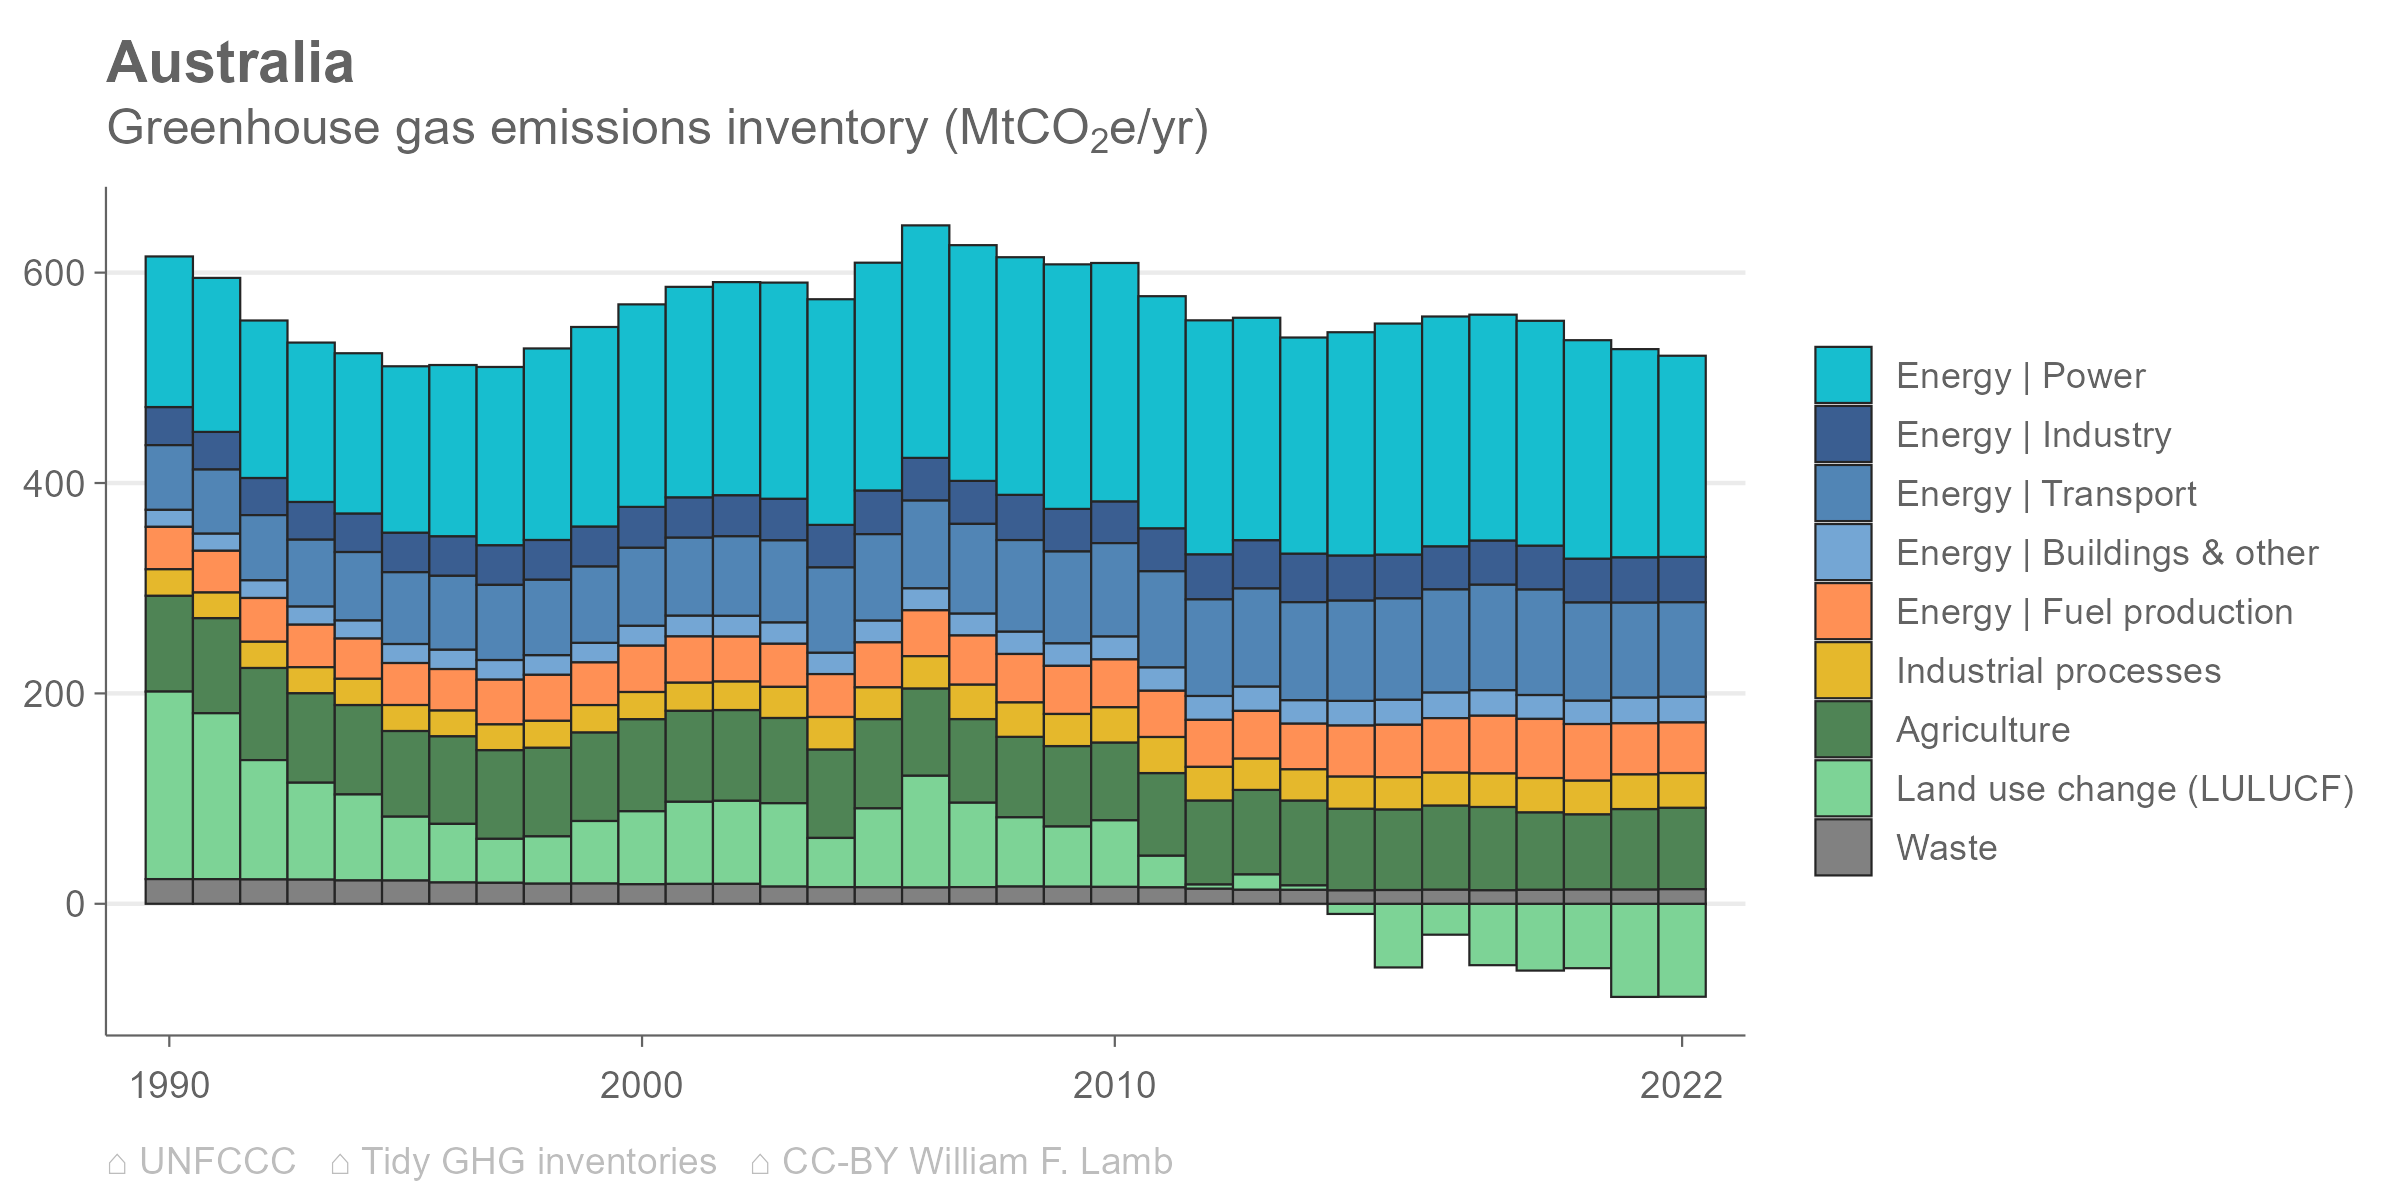 Australia
Greenhouse gas emissions inventory (MtCO₂e/yr)
600
400
200
0
1990
2000
2010
2022
Energy | Power
Energy | Industry
Energy | Transport
Energy | Buildings & other
Energy | Fuel production
Industrial processes
Agriculture
Land use change (LULUCF)
Waste
⌂ UNFCCC ⌂ Tidy GHG inventories ⌂ CC-BY William F. Lamb